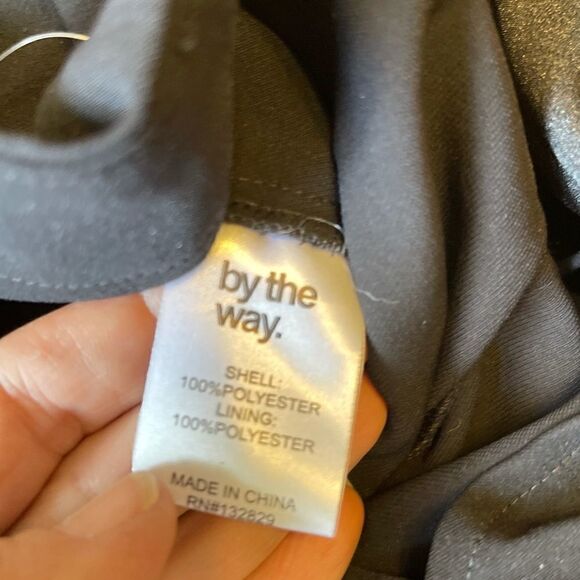 by the
way.
SHELL:
100%POLYESTER
LINING:
100%POLYESTER
MADE IN CHINA
RN#132829